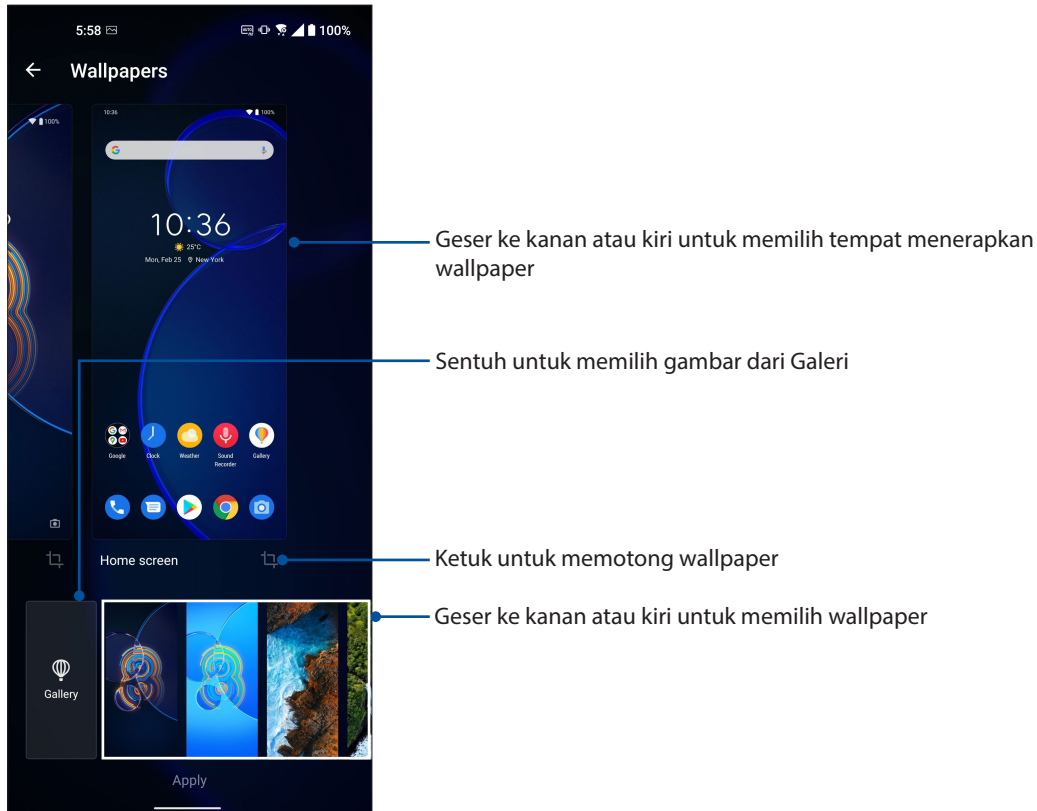 5:58
100%
Wallpapers
100%
10:36
100%
10:36
25°C
Mon, Feb 25 New York
Geser ke kanan atau kiri untuk memilih tempat menerapkan
wallpaper
Sentuh untuk memilih gambar dari Galeri
Google
Clock
Weather
Sound
Recorder
Gallery
Home screen
Ketuk untuk memotong wallpaper
Geser ke kanan atau kiri untuk memilih wallpaper
Gallery
Apply